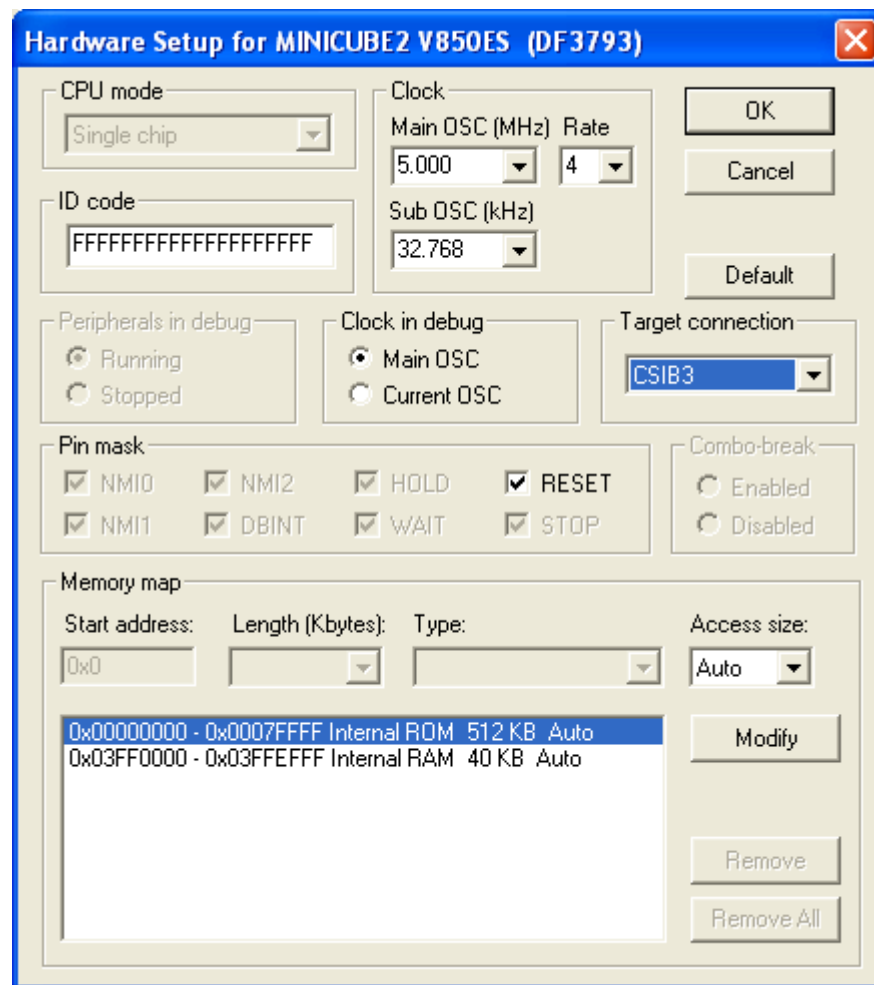 Hardware Setup for MINICUBE2 V850ES (DF3793)
CPU mode
Single chip
Clock
Main OSC (MHz) Rate
5.000 4
Sub OSC (kHz)
32.768
OK
Cancel
Default
ID code
FFFFFFFFFFFFFFFFFFFF
Peripherals in debug
Running
Stopped
Clock in debug
Main OSC
Current OSC
Target connection
CSIB3
Pin mask
NMI0 NMI2 HOLD RESET
NMI1 DBINT WAIT STOP
Combo-break
Enabled
Disabled
Memory map
Start address: Length (Kbytes): Type: Access size:
0x0 Auto
0x00000000 - 0x0007FFFF Internal ROM 512 KB Auto
0x03FF0000 - 0x03FFEFFF Internal RAM 40 KB Auto
Modify
Remove
Remove All